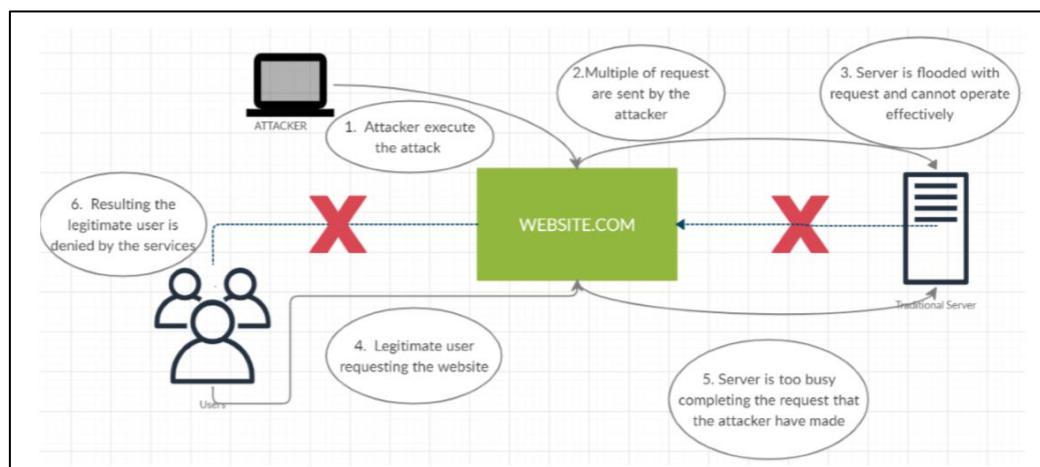 ATTACKER
1. Attacker execute
the attack
2.Multiple of request
are sent by the
attacker
3. Server is flooded with
request and cannot operate
effectively
6. Resulting the
legitimate user is
denied by the services
WEBSITE.COM
Traditional Server
4. Legitimate user
requesting the website
5. Server is too busy
completing the request that
the attacker have made
Users